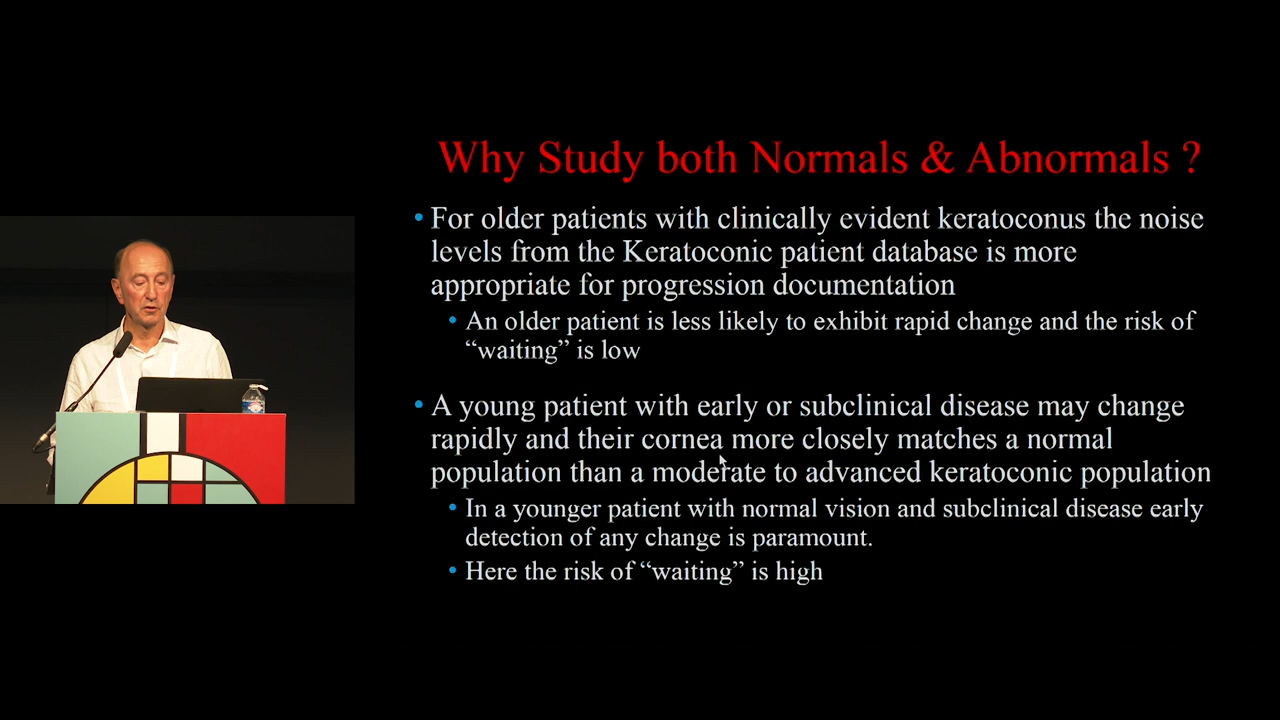 Why Study both Normals & Abnormals ?
• For older patients with clinically evident keratoconus the noise
levels from the Keratoconic patient database is more
appropriate for progression documentation
• An older patient is less likely to exhibit rapid change and the risk of
“waiting” is low
• A young patient with early or subclinical disease may change
rapidly and their cornea more closely matches a normal
population than a moderate to advanced keratoconic population
• In a younger patient with normal vision and subclinical disease early
detection of any change is paramount.
• Here the risk of “waiting” is high